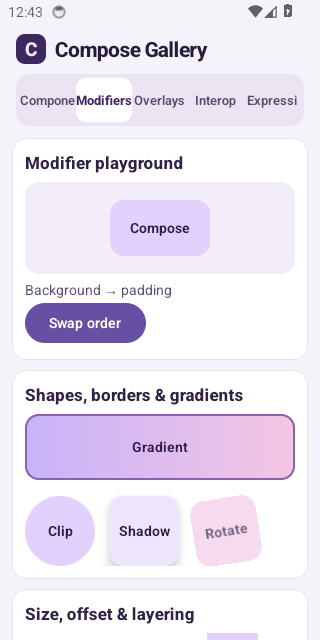 12:43
C Compose Gallery
Compone Modifiers Overlays Interop Expressi
Modifier playground
Compose
Background → padding
Swap order
Shapes, borders & gradients
Gradient
Clip Shadow Rotate
Size, offset & layering